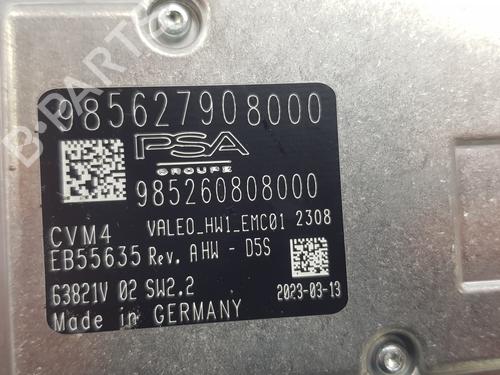 B-PARTS
985627908000
PSA
GROUPE
985260808000
CVM4 VALEO_HW1_EMC01 2308
EB55635 Rev. A HW - D5S
63821V 02 SW2.2 2023-03-13
Made in GERMANY